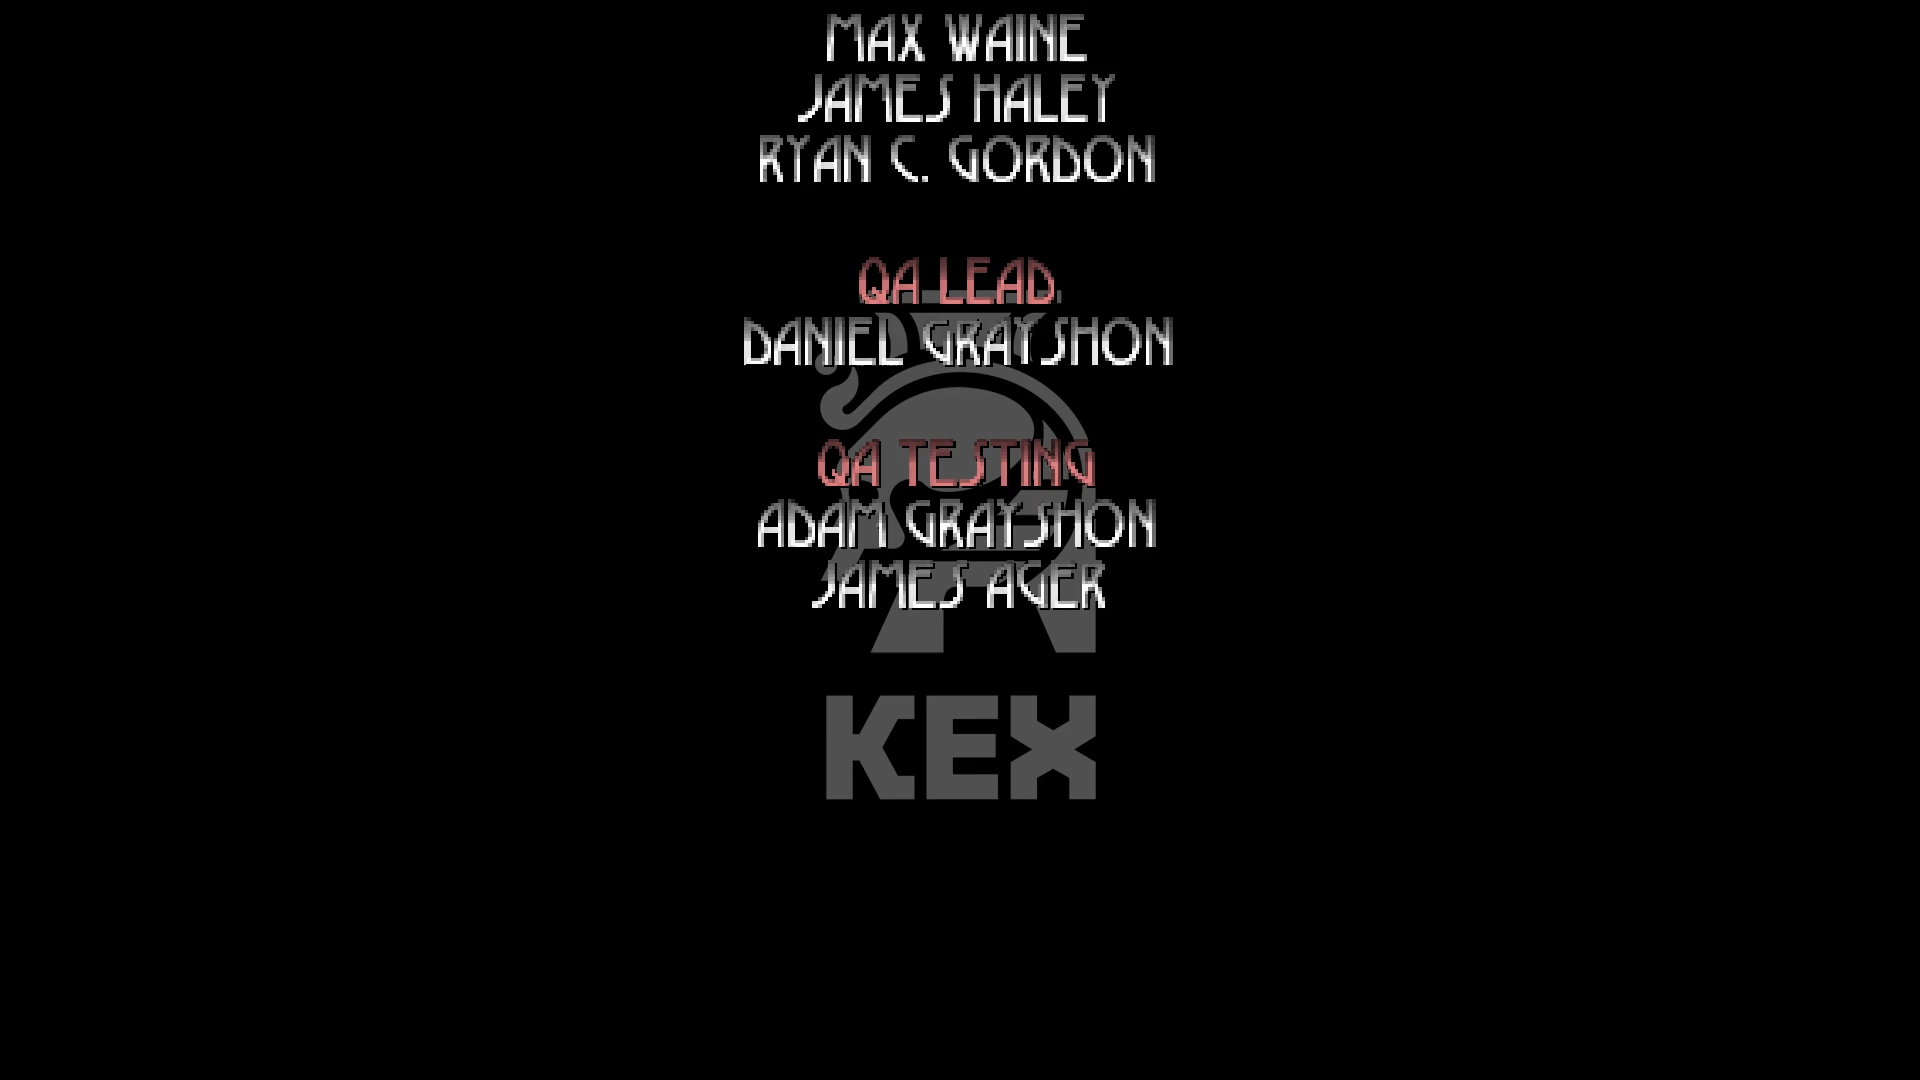 MAX WAINE
JAMES HALEY
RYAN C. GORDON
QA LEAD
DANIEL GRAYSHON
QA TESTING
ADAM GRAYSHON
JAMES AGER
KEX